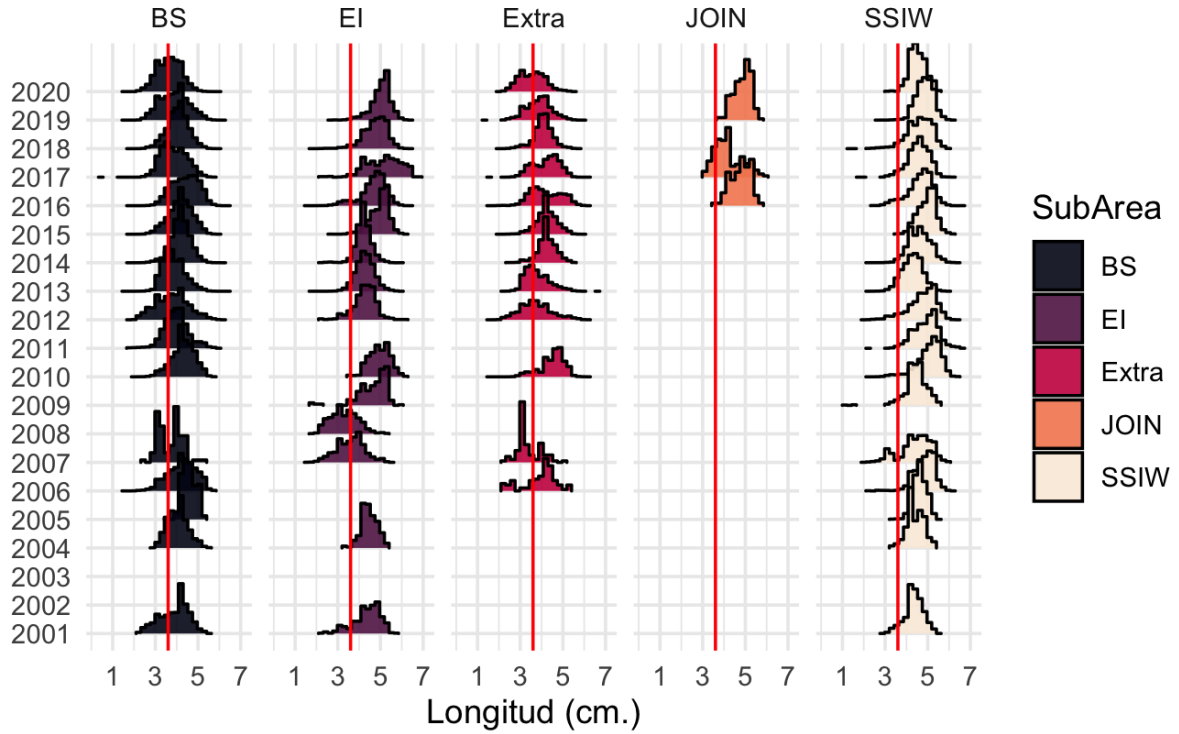 BS EI Extra JOIN SSIW
2020
2019
2018
2017
2016
2015
2014
2013
2012
2011
2010
2009
2008
2007
2006
2005
2004
2003
2002
2001
1 3 5 7 1 3 5 7 1 3 5 7 1 3 5 7 1 3 5 7
Longitud (cm.)
SubArea
BS
EI
Extra
JOIN
SSIW